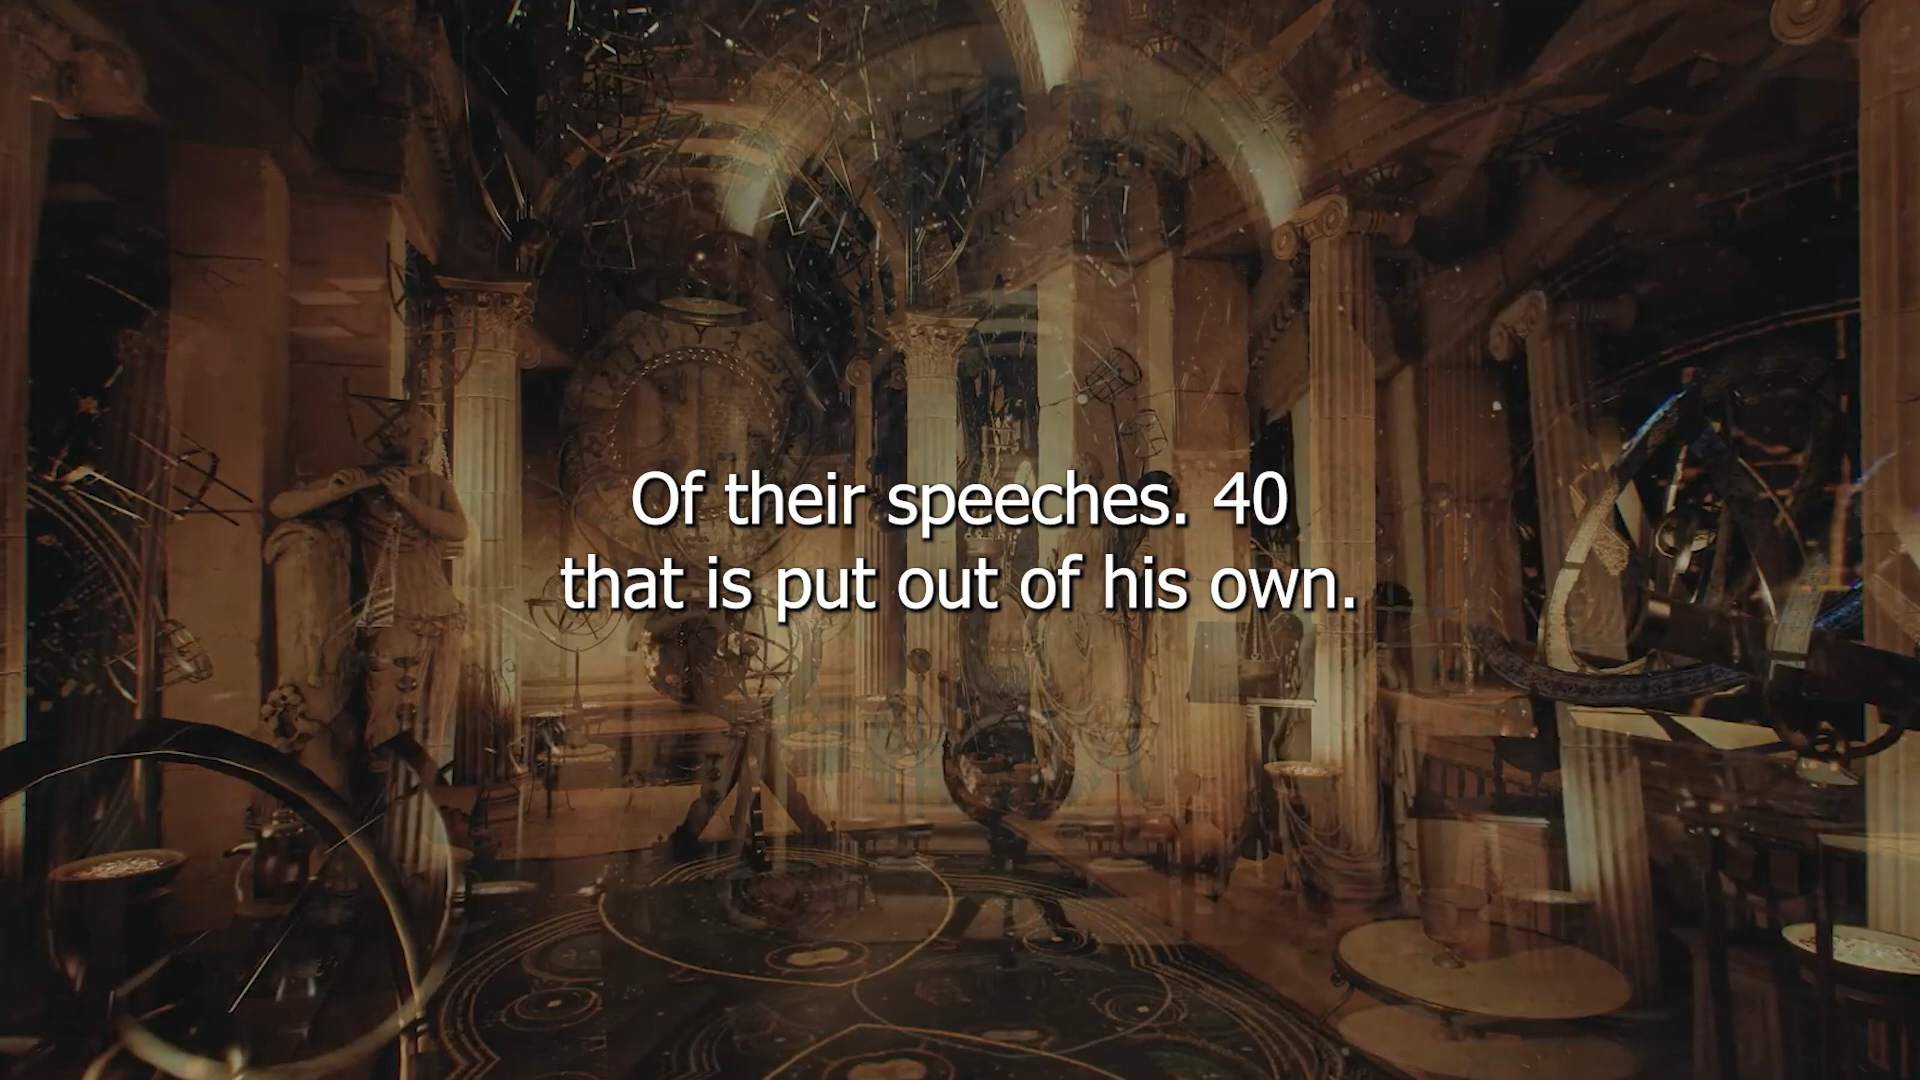 Of their speeches. 40
that is put out of his own.